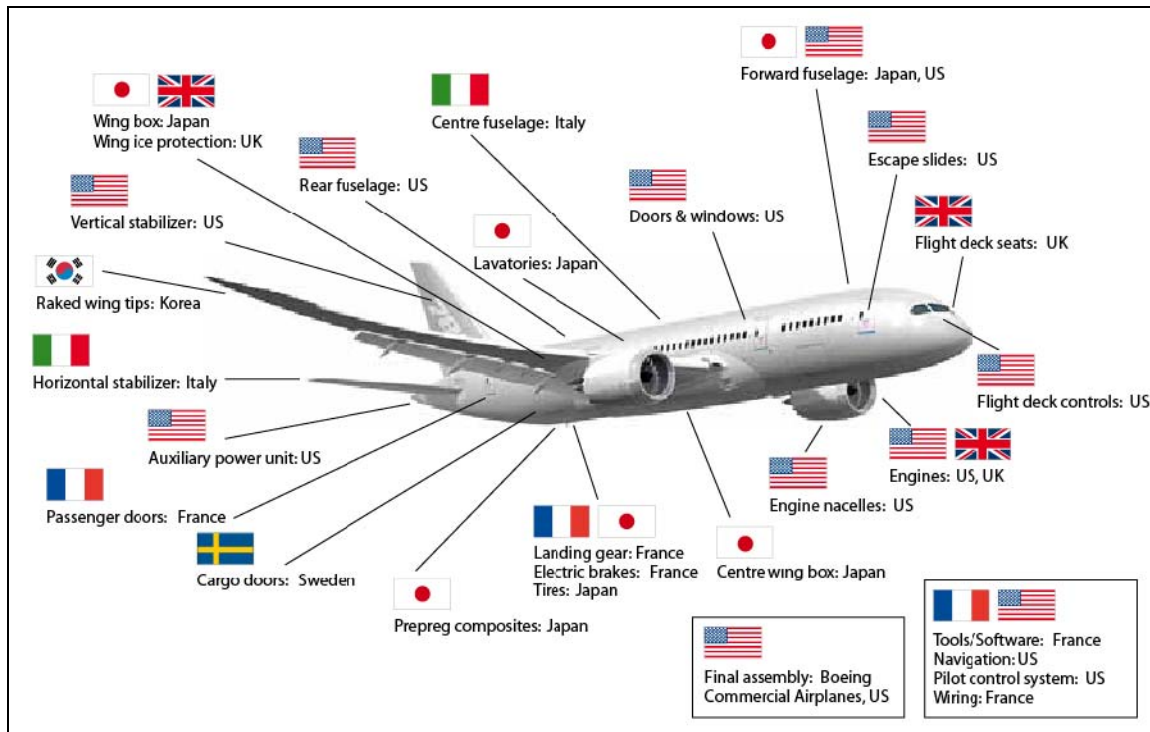 Forward fuselage: Japan, US
Wing box: Japan
Wing ice protection: UK
Centre fuselage: Italy
Escape slides: US
Rear fuselage: US
Doors & windows: US
Vertical stabilizer: US
Flight deck seats: UK
Lavatories: Japan
Raked wing tips: Korea
78
Horizontal stabilizer: Italy
Flight deck controls: US
Auxiliary power unit: US
Engines: US, UK
Engine nacelles: US
Passenger doors: France
Landing gear: France
Electric brakes: France
Tires: Japan
Centre wing box: Japan
Cargo doors: Sweden
Prepreg composites: Japan
Final assembly: Boeing
Commercial Airplanes, US
Tools/Software: France
Navigation: US
Pilot control system: US
Wiring: France